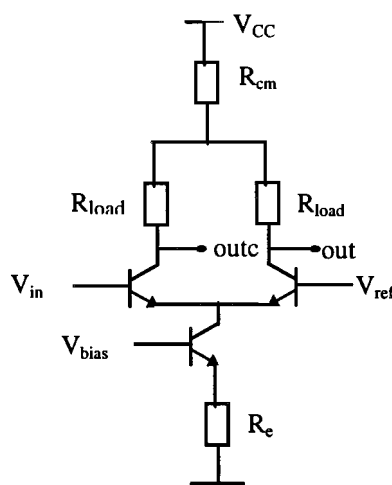 V_CC
R_cm
R_load R_load
outc out
V_in V_ref
V_bias
R_e